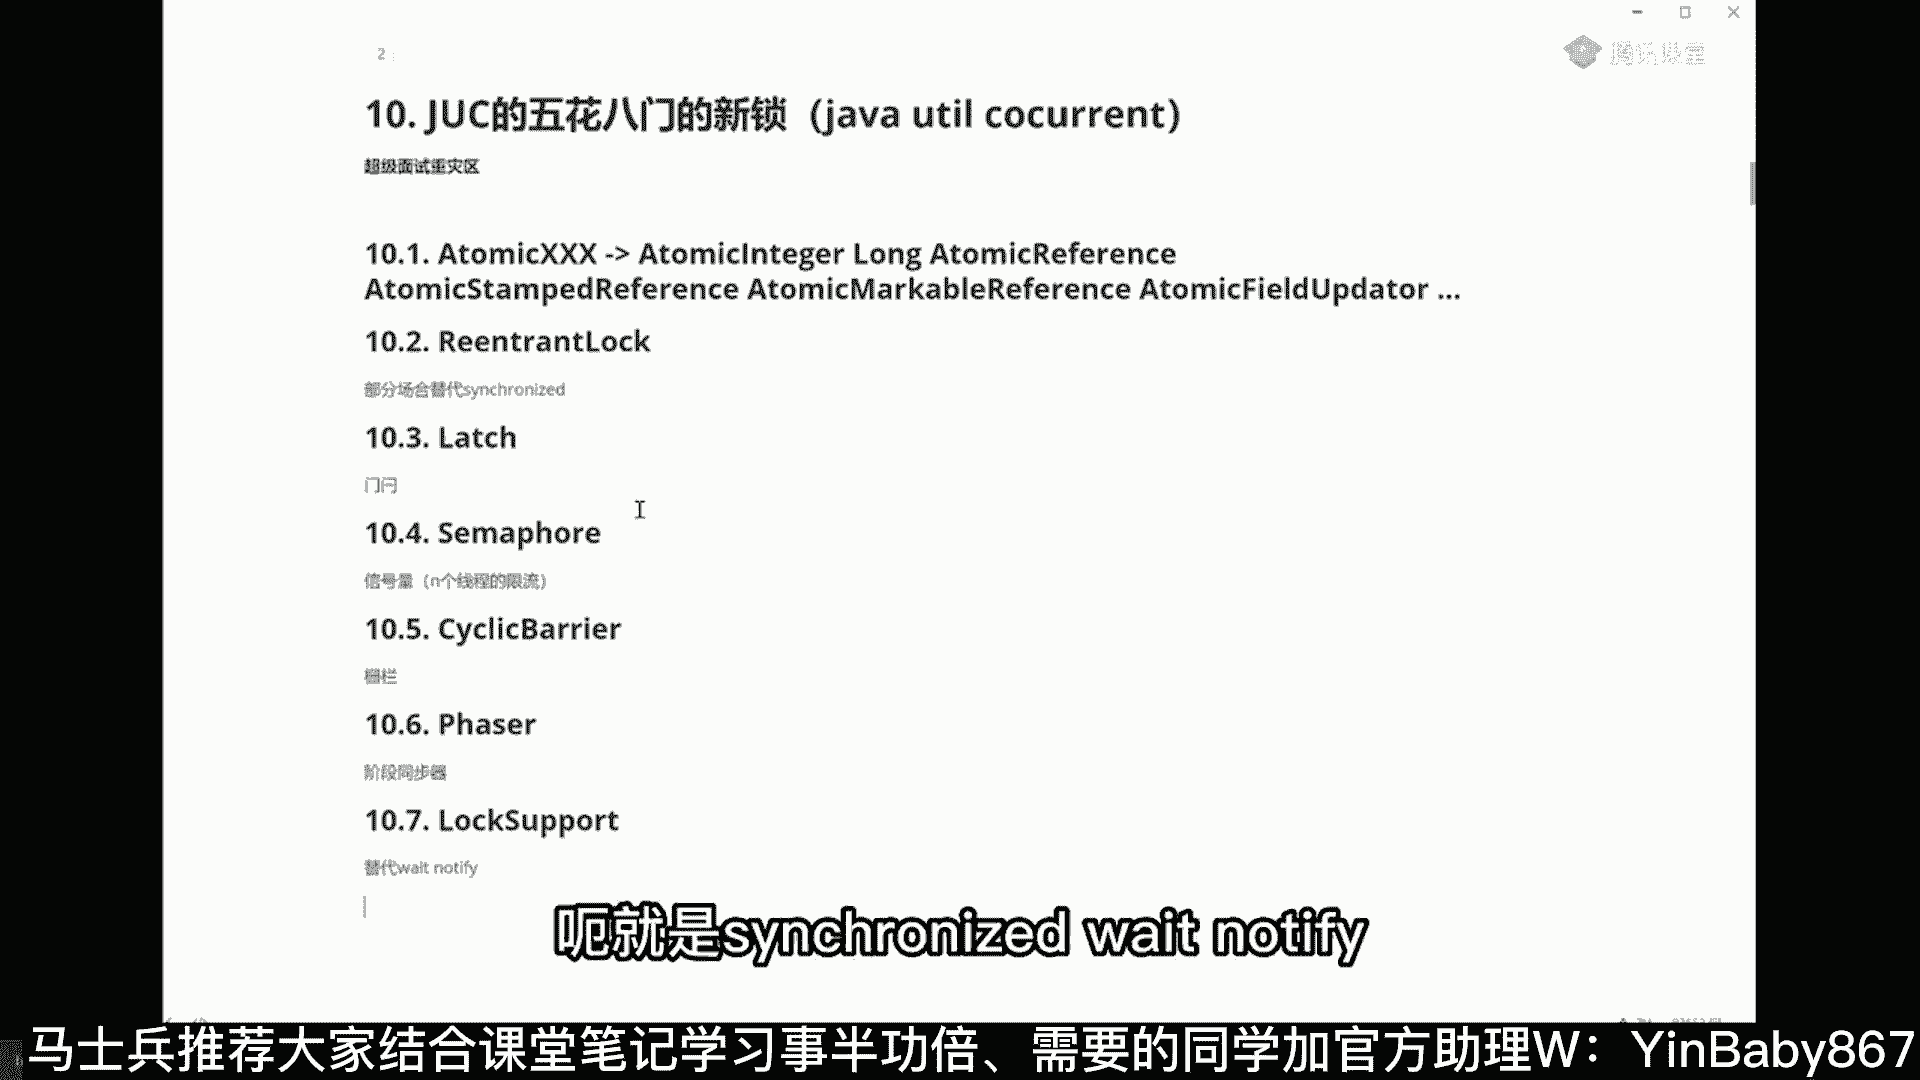 2
腾讯课堂
10. JUC的五花八门的新锁（java util cocurrent）
超级面试重灾区
10.1. AtomicXXX -> AtomicInteger Long AtomicReference
AtomicStampedReference AtomicMarkableReference AtomicFieldUpdator ...
10.2. ReentrantLock
部分场合替代synchronized
10.3. Latch
门闩
10.4. Semaphore
信号量（n个线程的限流）
10.5. CyclicBarrier
栅栏
10.6. Phaser
阶段同步器
10.7. LockSupport
替代wait notify
呃就是synchronized wait notify
马士兵推荐大家结合课堂笔记学习事半功倍、需要的同学加官方助理W：YinBaby867